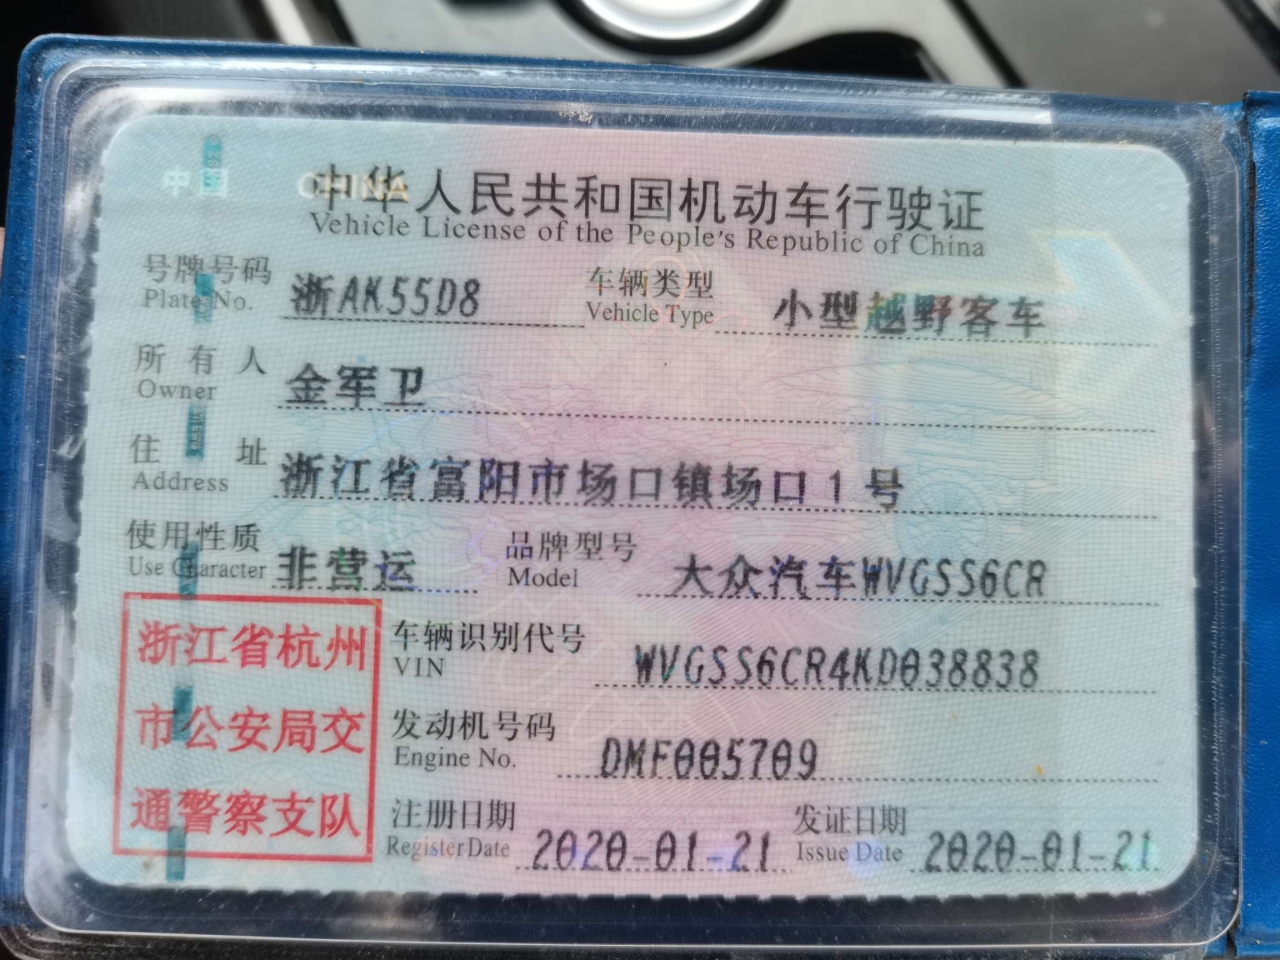 中国 CHINA
中华人民共和国机动车行驶证
Vehicle License of the People's Republic of China
号牌号码 浙AK55D8 车辆类型 小型越野客车
Plate No. Vehicle Type
所有人 金军卫
Owner
住址 浙江省富阳市场口镇场口1号
Address
使用性质 非营运 品牌型号 大众汽车WVGSS6CR
Use Character Model
浙江省杭州
市公安局交
通警察支队
车辆识别代号 WVGSS6CR4KD038838
VIN
发动机号码 DMF005709
Engine No.
注册日期 2020-01-21 发证日期 2020-01-21
Register Date Issue Date